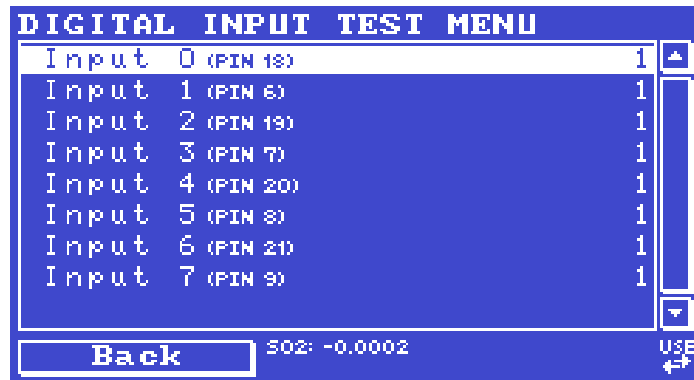 DIGITAL INPUT TEST MENU
Input 0 (PIN 18) 1
Input 1 (PIN 6) 1
Input 2 (PIN 19) 1
Input 3 (PIN 7) 1
Input 4 (PIN 20) 1
Input 5 (PIN 8) 1
Input 6 (PIN 21) 1
Input 7 (PIN 9) 1
Back SO2: -0.0002 USE